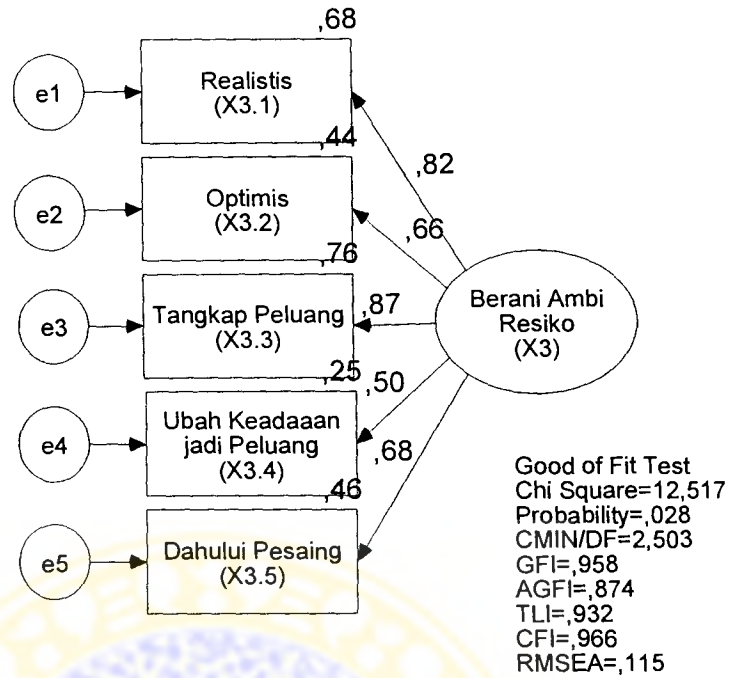 ,68
e1
Realistis
(X3.1)
,44
,82
e2
Optimis
(X3.2)
,66
,76
e3
Tangkap Peluang
(X3.3)
,87
Berani Ambi
Resiko
(X3)
,25
,50
e4
Ubah Keadaaan
jadi Peluang
(X3.4)
,68
,46
e5
Dahului Pesaing
(X3.5)
Good of Fit Test
Chi Square=12,517
Probability=,028
CMIN/DF=2,503
GFI=,958
AGFI=,874
TLI=,932
CFI=,966
RMSEA=,115